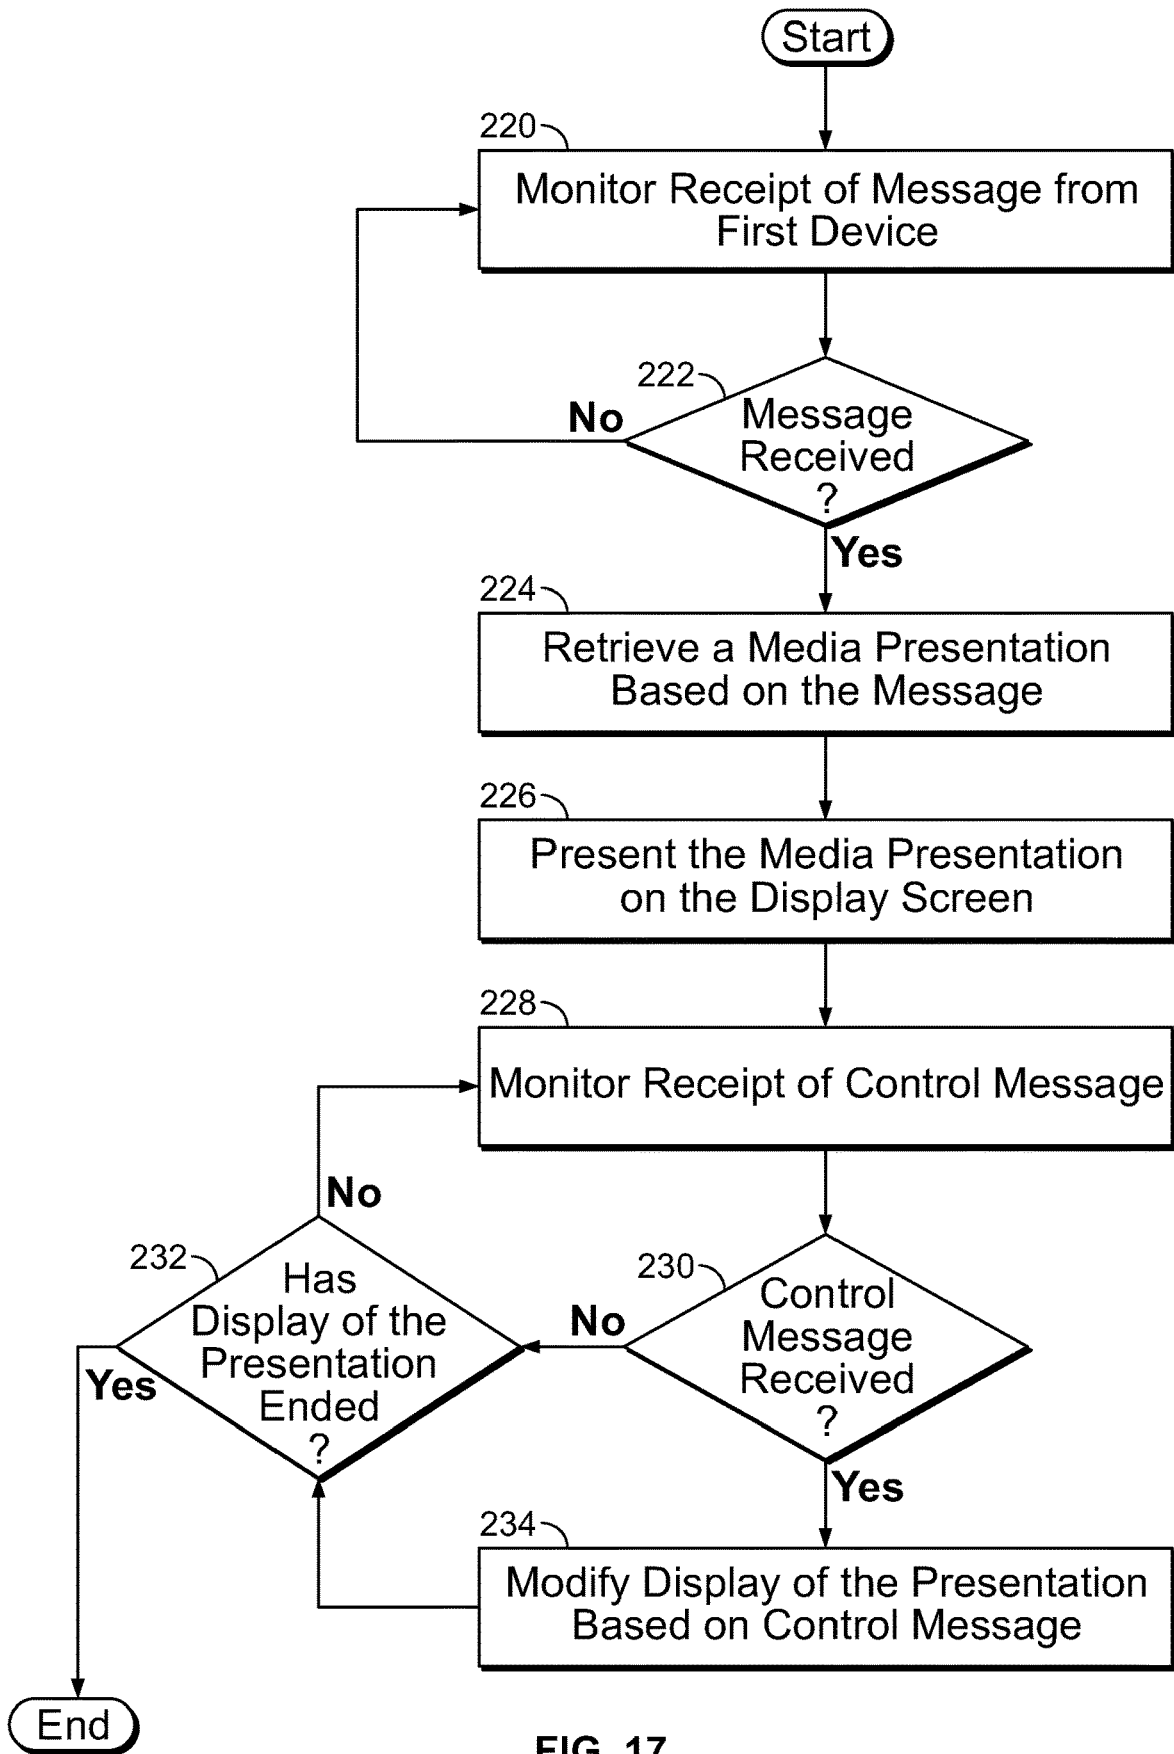 Start
220
Monitor Receipt of Message from
First Device
222
Message
Received
?
No
Yes
224
Retrieve a Media Presentation
Based on the Message
226
Present the Media Presentation
on the Display Screen
228
Monitor Receipt of Control Message
No
232
Has
Display of the
Presentation
Ended
?
Yes
230
Control
Message
Received
?
No
Yes
234
Modify Display of the Presentation
Based on Control Message
End
FIG. 17